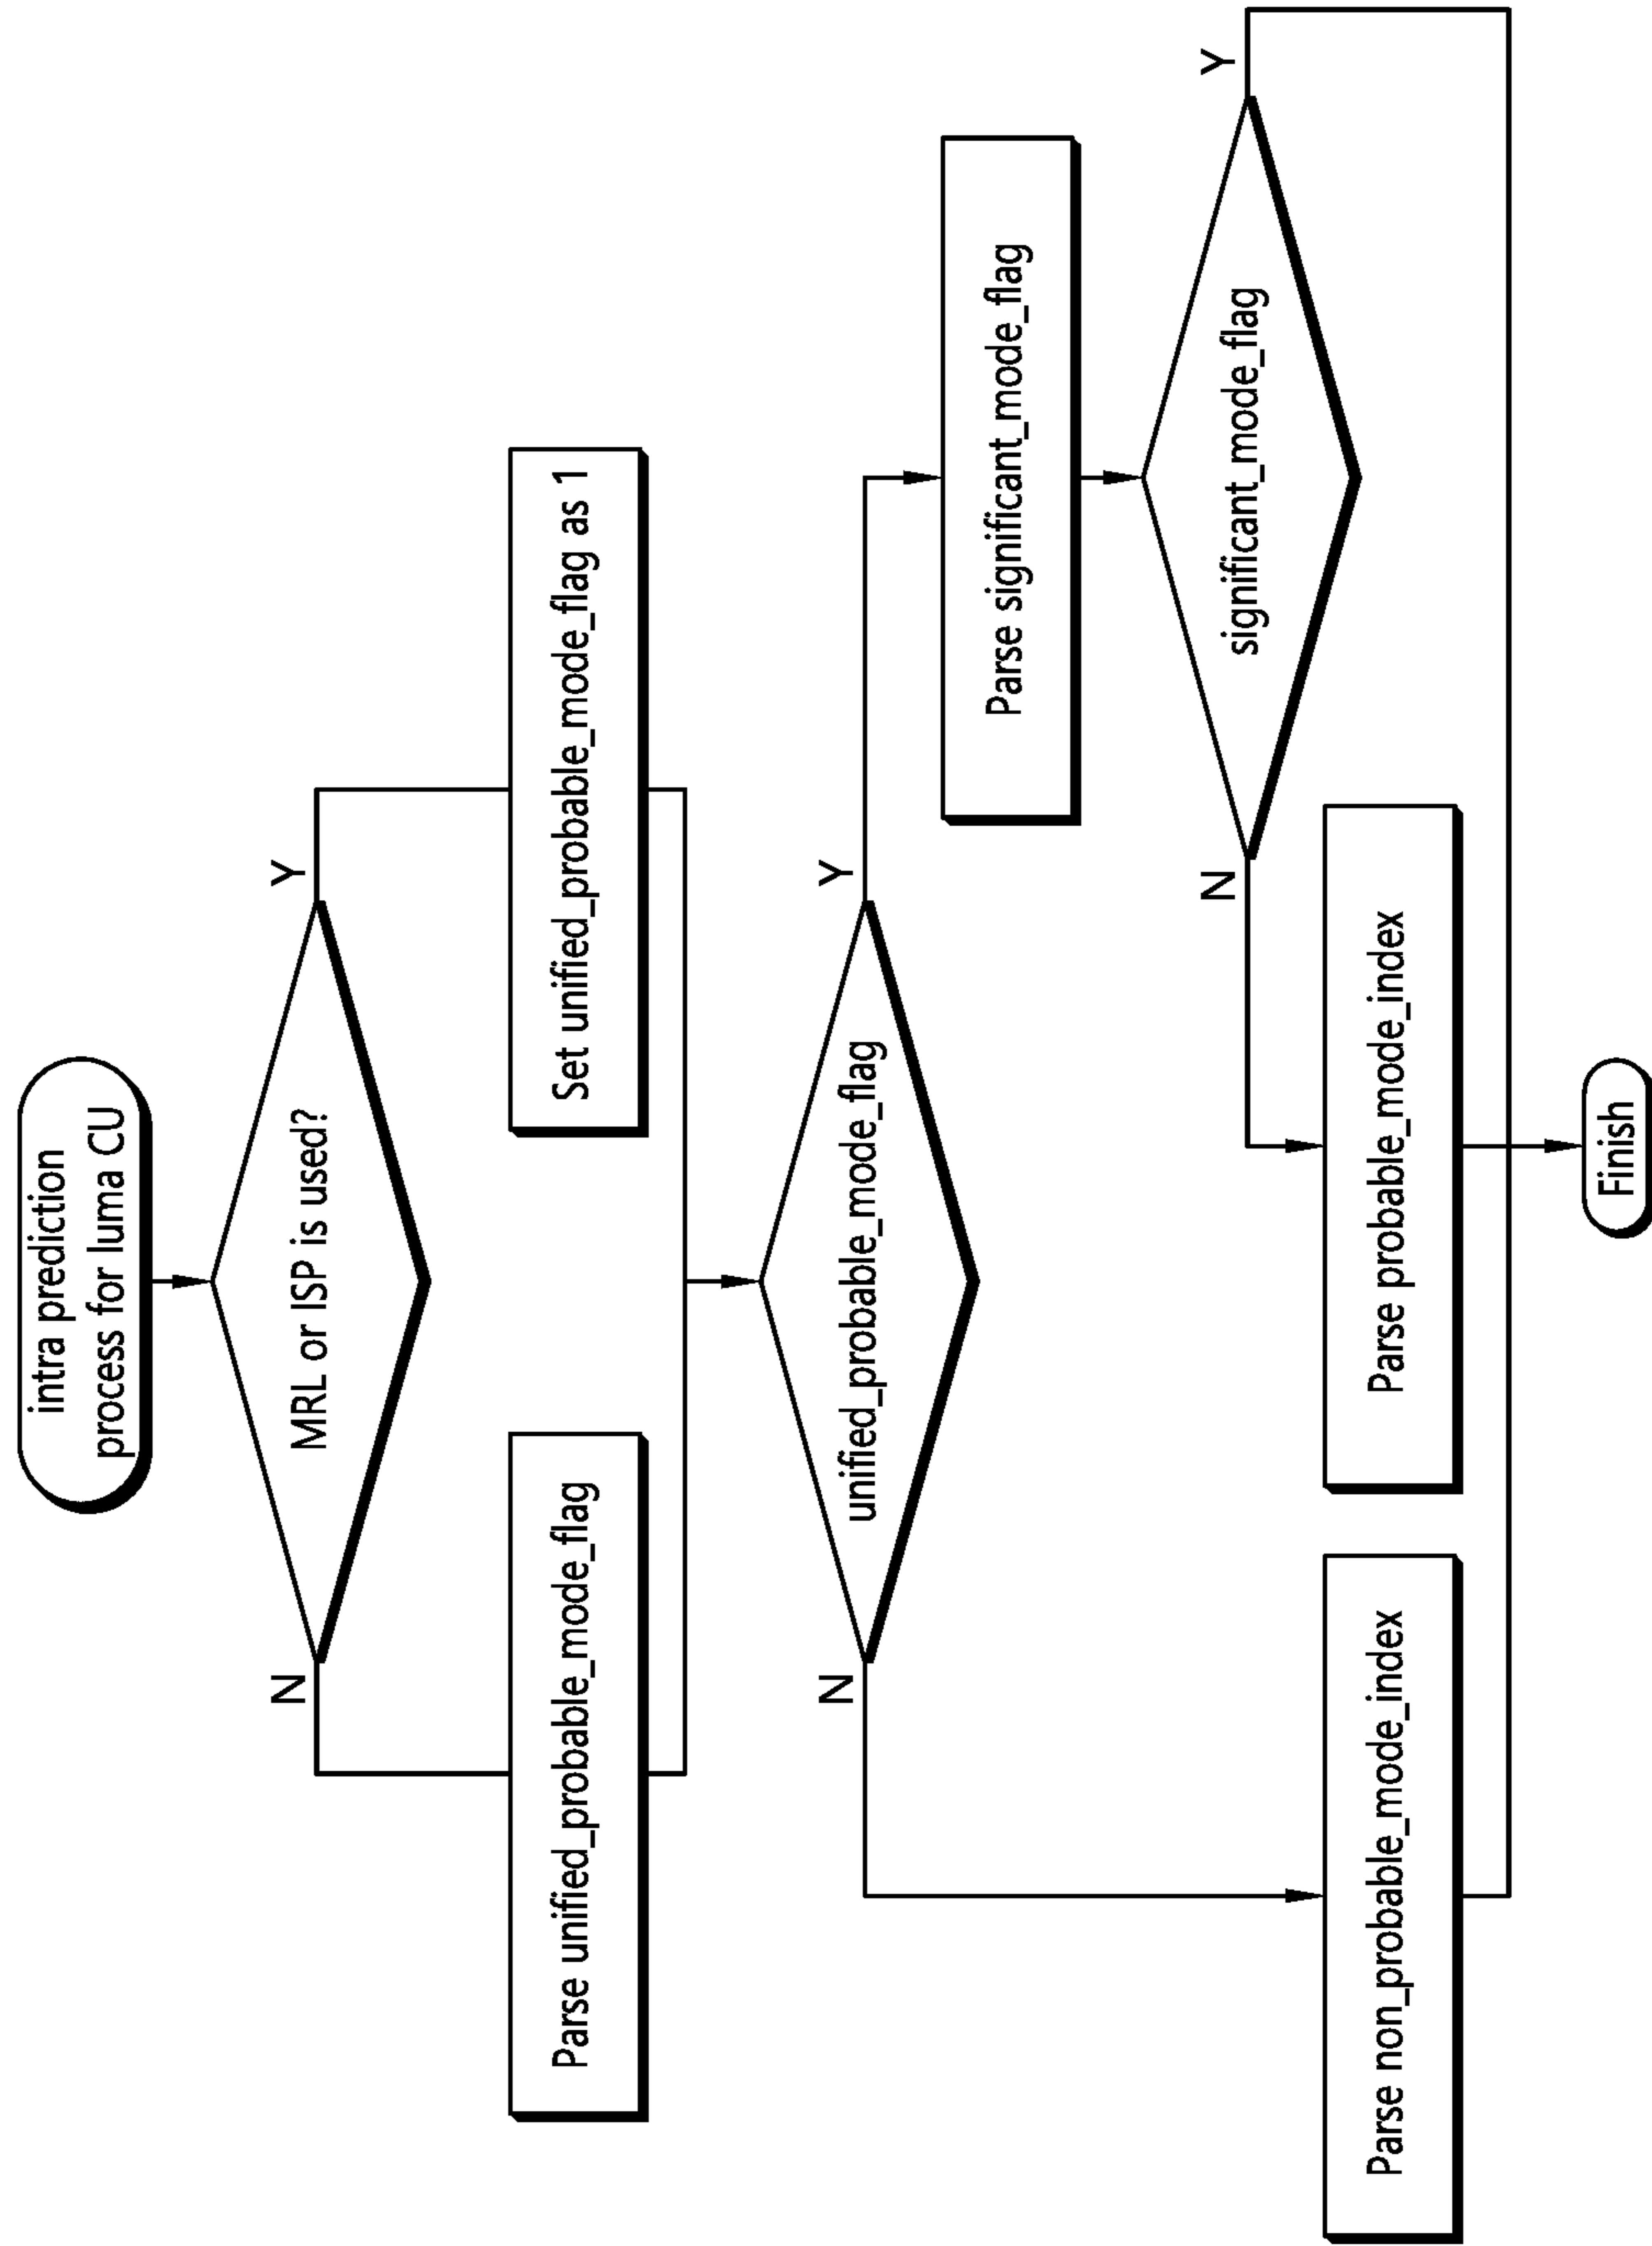 intra prediction
process for luma CU
MRL or ISP is used?
N
Y
Parse unified_probable_mode_flag
Set unified_probable_mode_flag as 1
unified_probable_mode_flag
N
Y
Parse significant_mode_flag
significant_mode_flag
N
Y
Parse non_probable_mode_index
Parse probable_mode_index
Finish